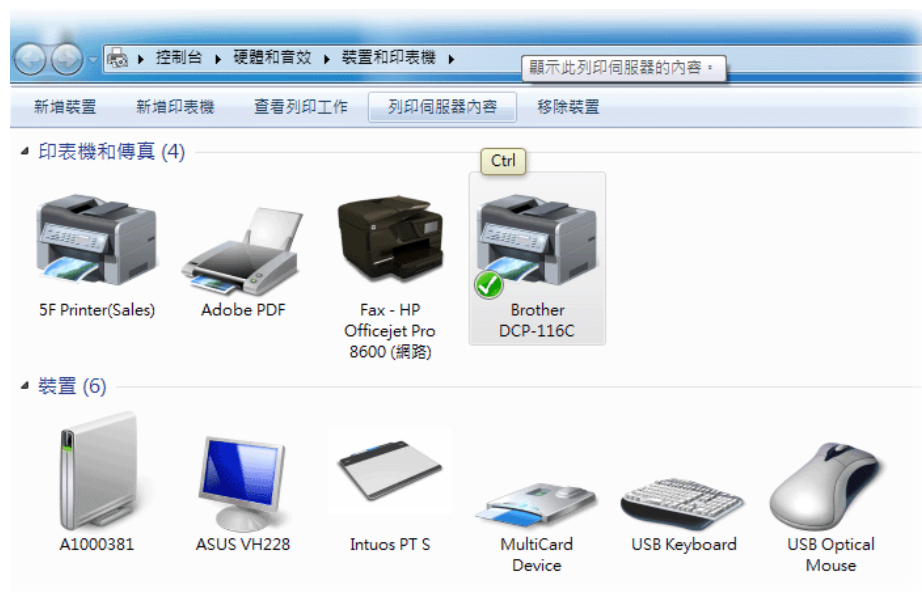 控制台 硬體和音效 裝置和印表機
顯示此列印伺服器的內容。
新增裝置 新增印表機 查看列印工作 列印伺服器內容 移除裝置
印表機和傳真 (4)
Ctrl
5F Printer(Sales)
Adobe PDF
Fax - HP
Officejet Pro
8600 (網路)
Brother
DCP-116C
裝置 (6)
A1000381
ASUS VH228
Intuos PT S
MultiCard
Device
USB Keyboard
USB Optical
Mouse